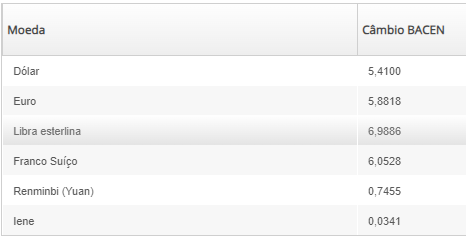 Moeda Câmbio BACEN
Dólar 5,4100
Euro 5,8818
Libra esterlina 6,9886
Franco Suíço 6,0528
Renminbi (Yuan) 0,7455
Iene 0,0341